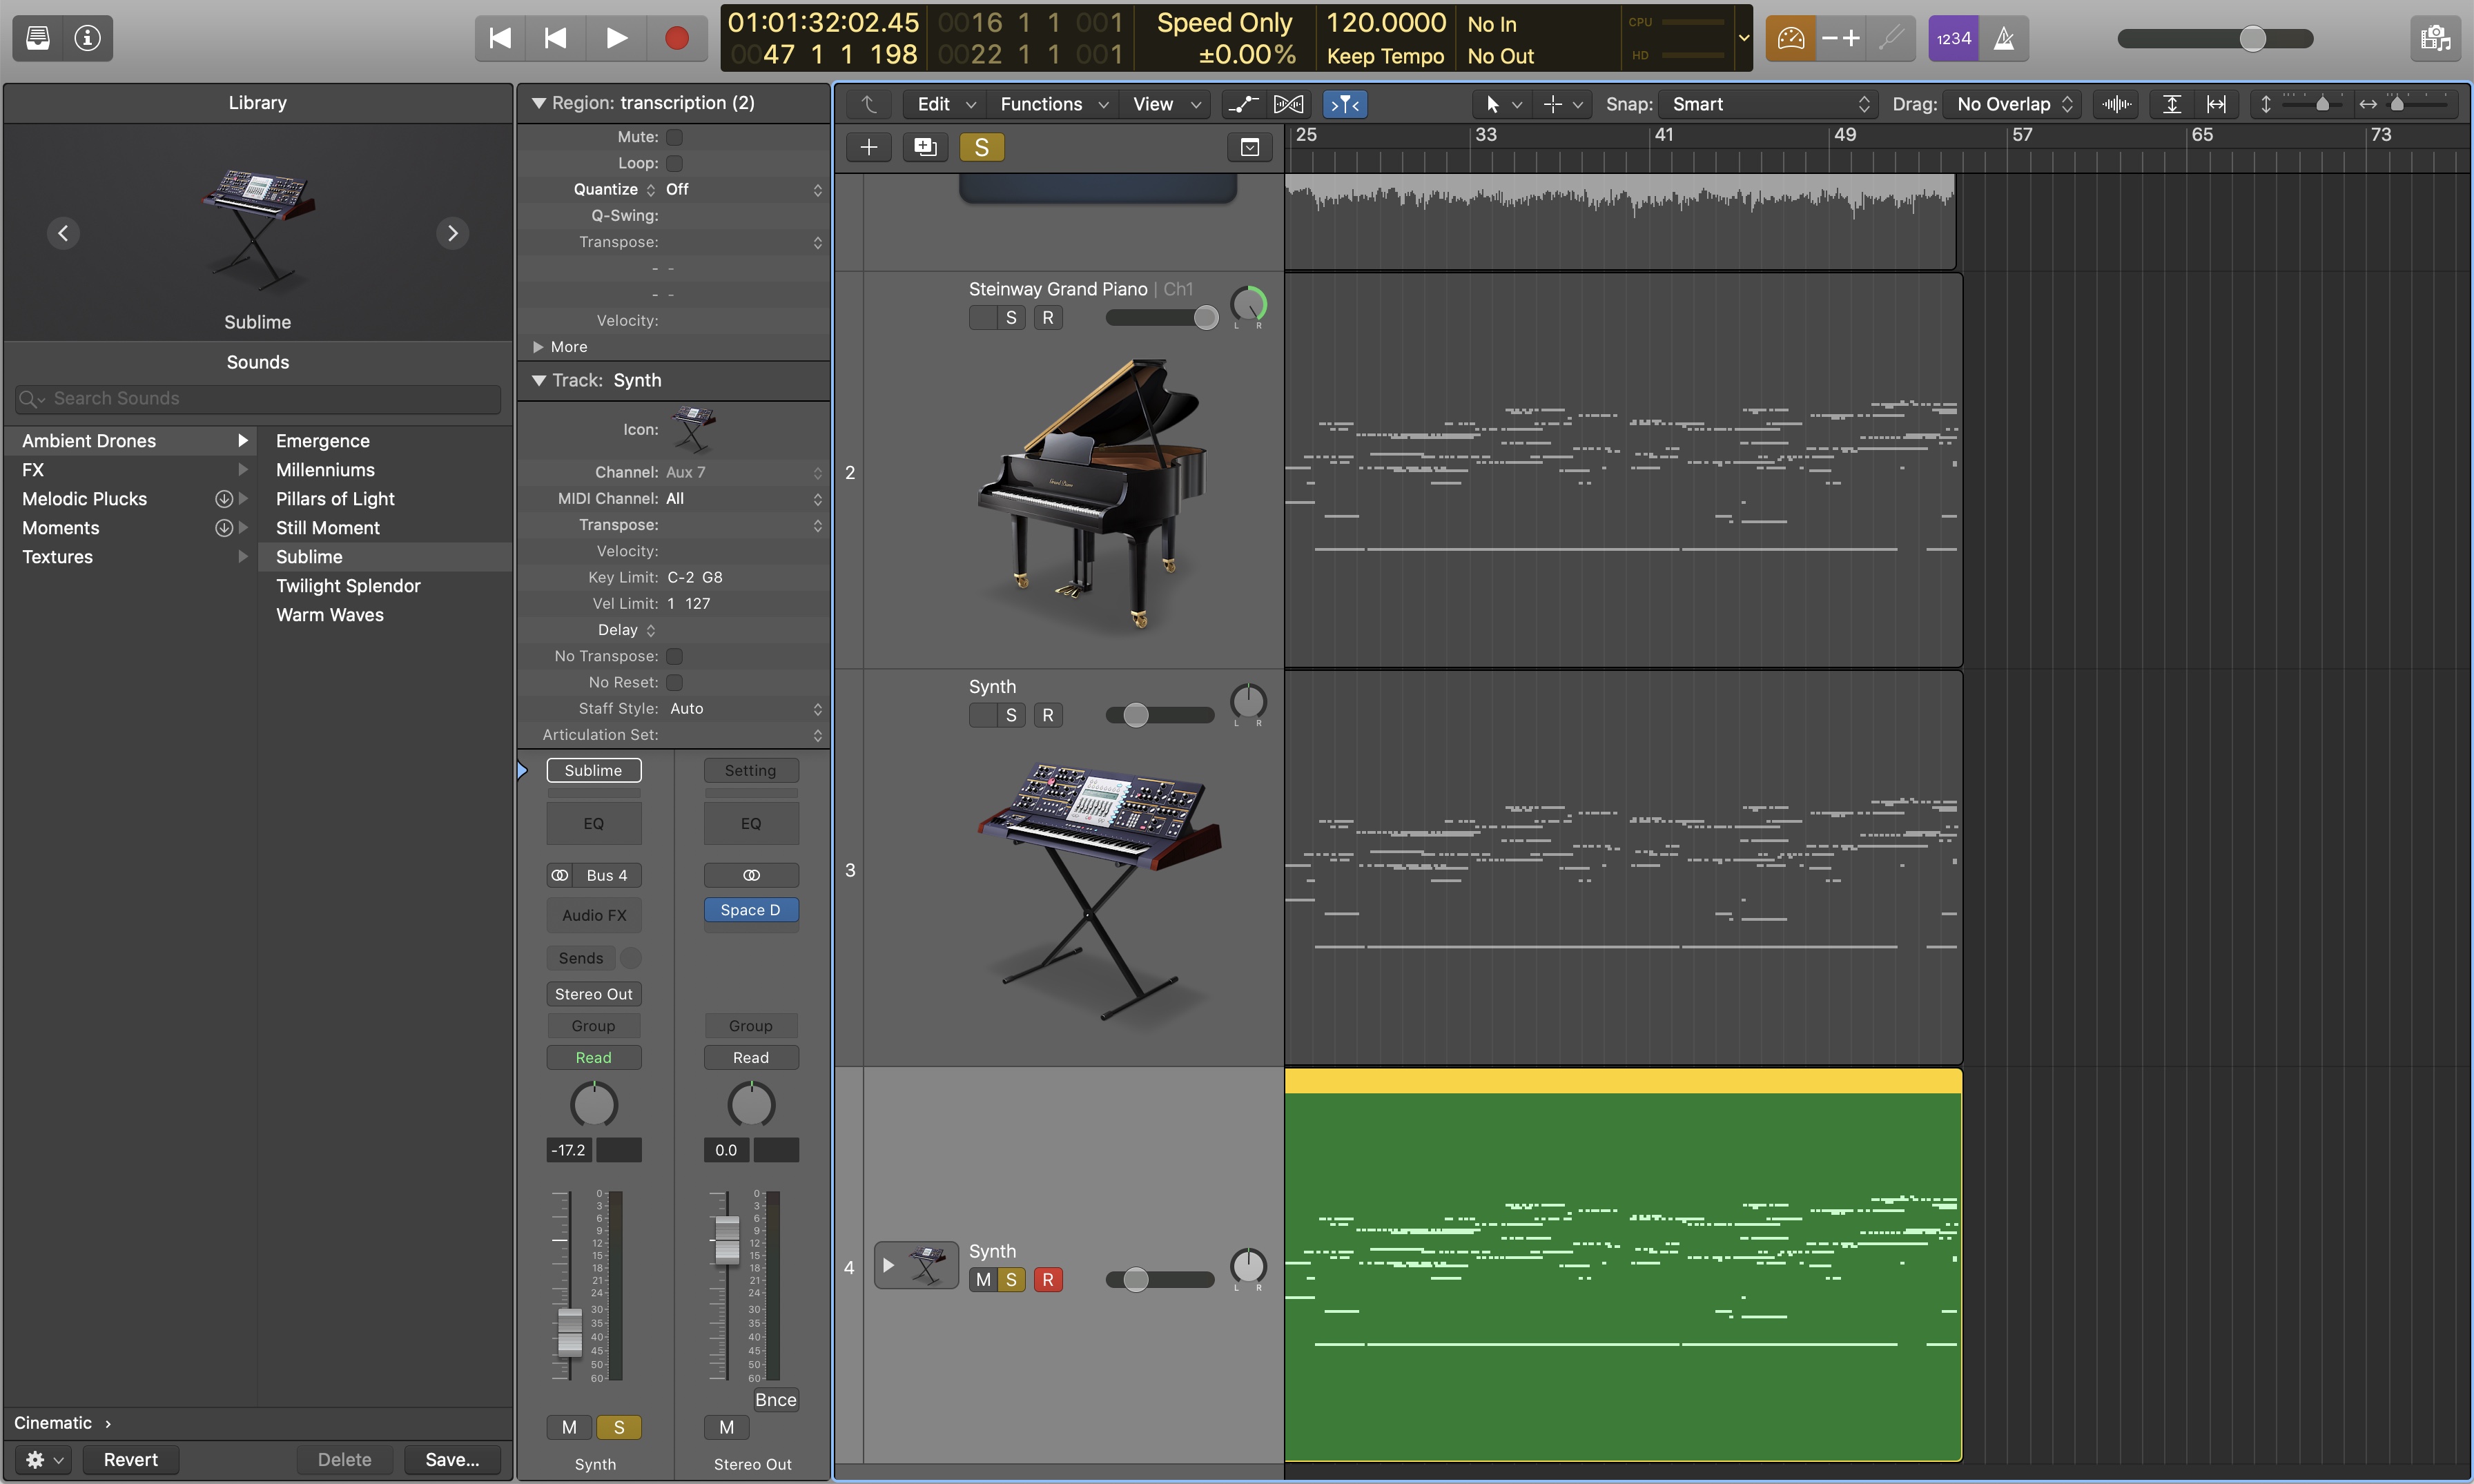 01:01:32:02.45
0016 1 1 001
Speed Only
120.0000
No In
CPU
0047 1 1 198
0022 1 1 001
±0.00%
Keep Tempo
No Out
HD
1234
Library
Sublime
Sounds
Search Sounds
Ambient Drones
FX
Melodic Plucks
Moments
Textures
Emergence
Millenniums
Pillars of Light
Still Moment
Sublime
Twilight Splendor
Warm Waves
Cinematic
Revert
Delete
Save...
Region: transcription (2)
Mute:
Loop:
Quantize Off
Q-Swing:
Transpose:
- -
- -
Velocity:
More
Track: Synth
Icon:
Channel: Aux 7
MIDI Channel: All
Transpose:
Velocity:
Key Limit: C-2 G8
Vel Limit: 1 127
Delay
No Transpose:
No Reset:
Staff Style: Auto
Articulation Set:
Sublime
EQ
Bus 4
Audio FX
Sends
Stereo Out
Group
Read
-17.2
0
3
6
9
12
15
18
21
24
30
35
40
45
50
60
M S
Synth
Setting
EQ
Space D
Group
Read
0.0
0
3
6
9
12
15
18
21
24
30
35
40
45
50
60
Bnce
M
Stereo Out
Edit Functions View
Snap: Smart
Drag: No Overlap
S
25 33 41 49 57 65 73
2
Steinway Grand Piano | Ch1
S R
L R
Grand Piano
3
Synth
S R
L R
4
Synth
M S R
L R